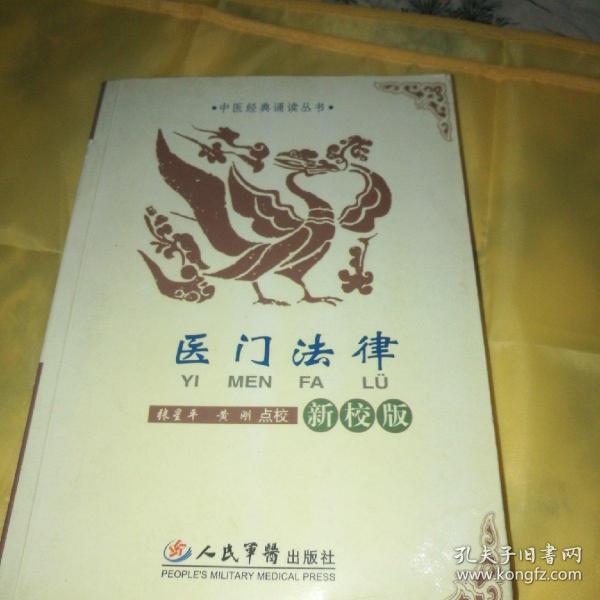 •中医经典诵读丛书•
医门法律
YI MEN FA LÜ
张星平 黄刚 点校 新校版
人民军醫出版社
PEOPLE'S MILITARY MEDICAL PRESS
孔夫子旧书网
www.kongfz.com